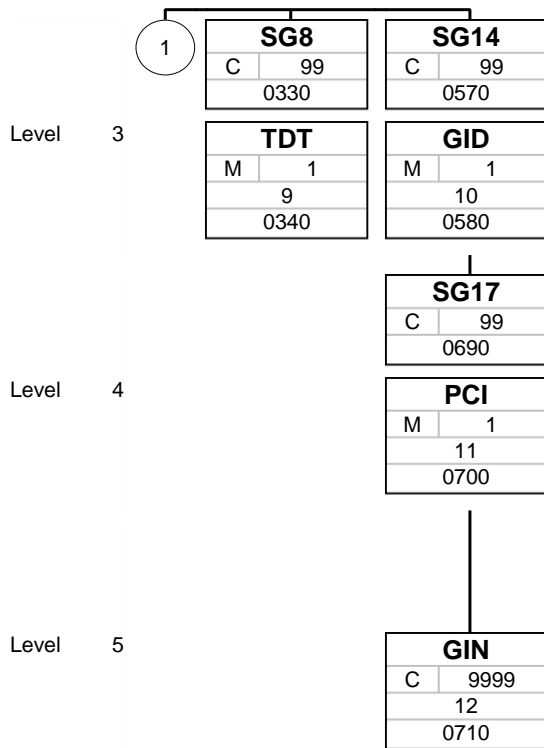 1
SG8 SG14
C 99 C 99
0330 0570
Level 3 TDT GID
M 1 M 1
9 10
0340 0580
SG17
C 99
0690
Level 4 PCI
M 1
11
0700
Level 5 GIN
C 9999
12
0710